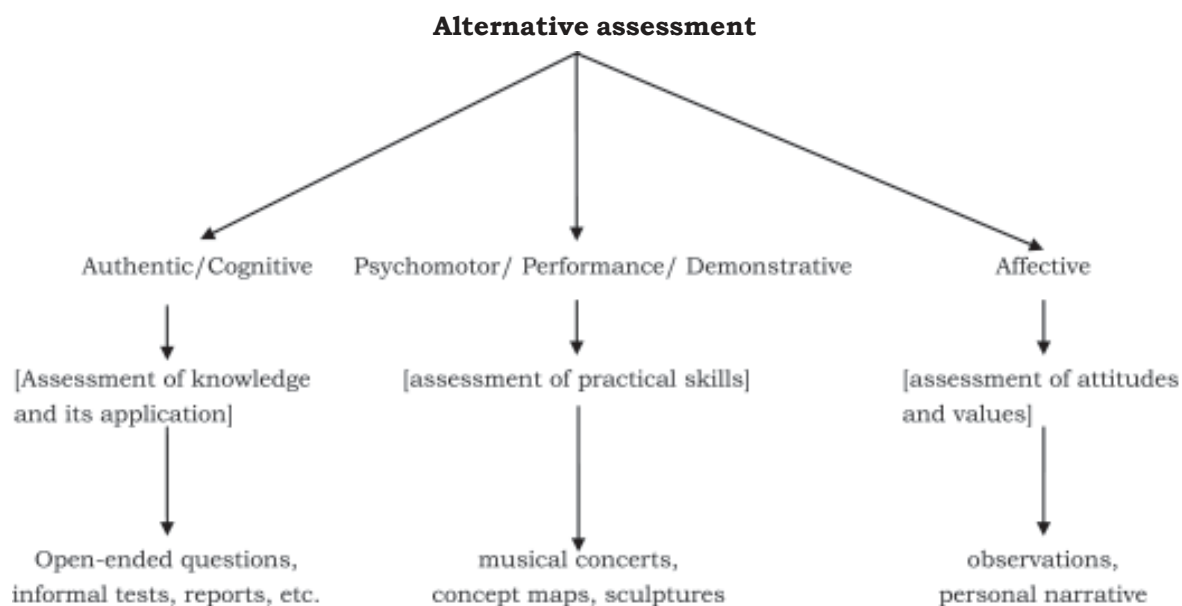 Alternative assessment
Authentic/Cognitive
Psychomotor/ Performance/ Demonstrative
Affective
[Assessment of knowledge
and its application]
[assessment of practical skills]
[assessment of attitudes
and values]
Open-ended questions,
informal tests, reports, etc.
musical concerts,
concept maps, sculptures
observations,
personal narrative